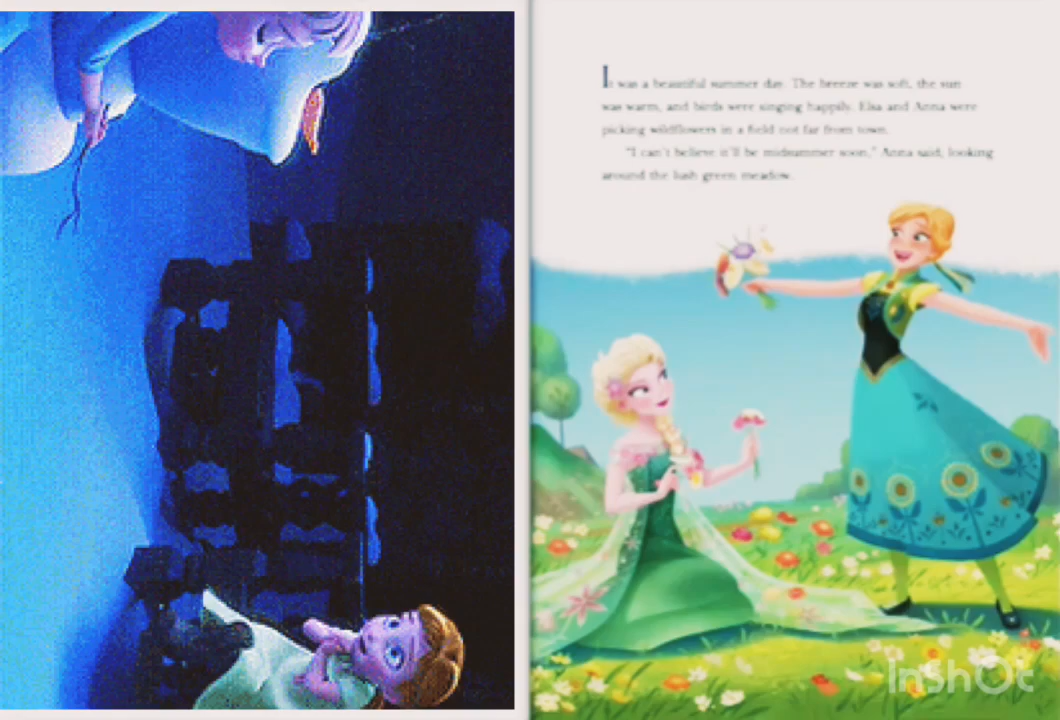 It was a beautiful summer day. The breeze was soft, the sun
was warm, and birds were singing happily. Elsa and Anna were
picking wildflowers in a field not far from town.
"I can't believe it'll be midsummer soon," Anna said, looking
around the lush green meadow.
InShOt